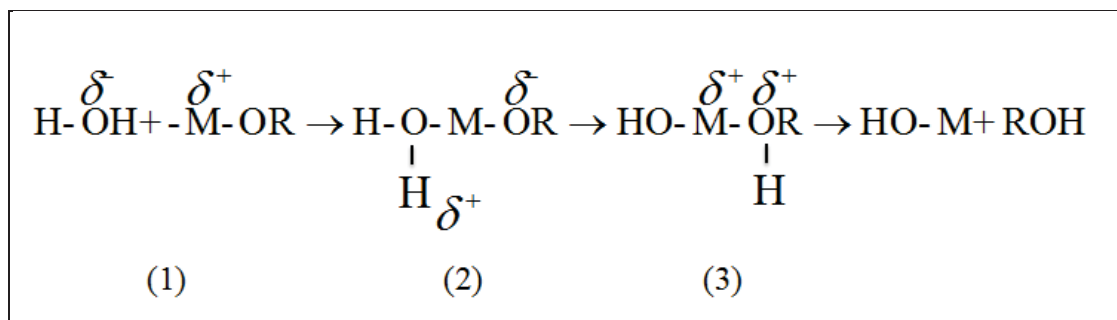 δ⁻ δ⁺ δ⁻ δ⁺ δ⁺
H-OH+ -M-OR → H-O-M-OR → HO-M-OR → HO-M+ ROH
H δ⁺ H
(1) (2) (3)